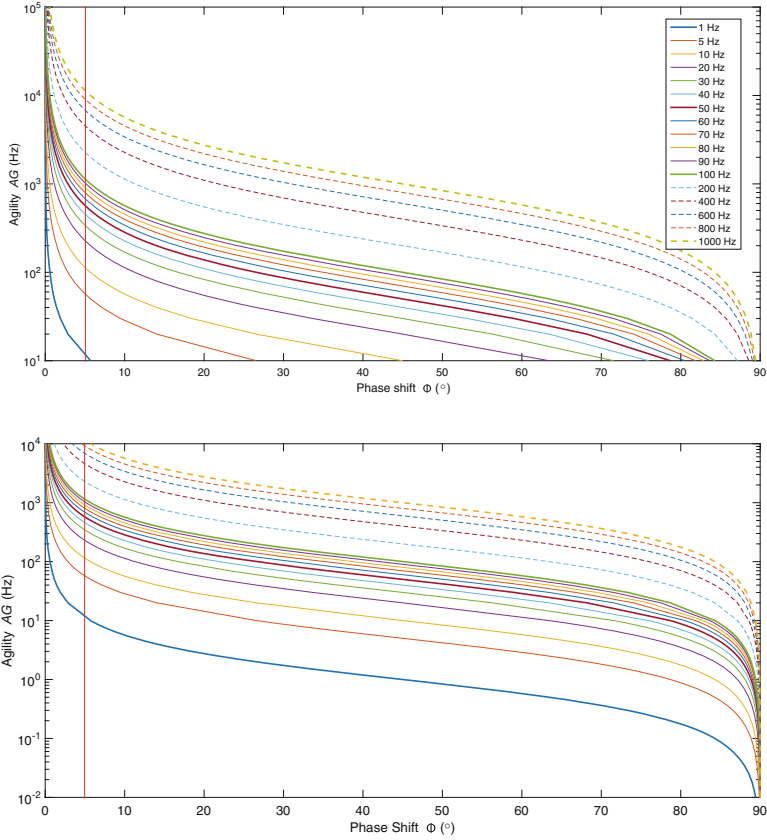 10^5
10^4
10^3
10^2
10^1
Agility AG (Hz)
0 10 20 30 40 50 60 70 80 90
Phase shift Φ (°)
1 Hz
5 Hz
10 Hz
20 Hz
30 Hz
40 Hz
50 Hz
60 Hz
70 Hz
80 Hz
90 Hz
100 Hz
200 Hz
400 Hz
600 Hz
800 Hz
1000 Hz
10^4
10^3
10^2
10^1
10^0
10^-1
10^-2
Agility AG (Hz)
0 10 20 30 40 50 60 70 80 90
Phase Shift Φ (°)